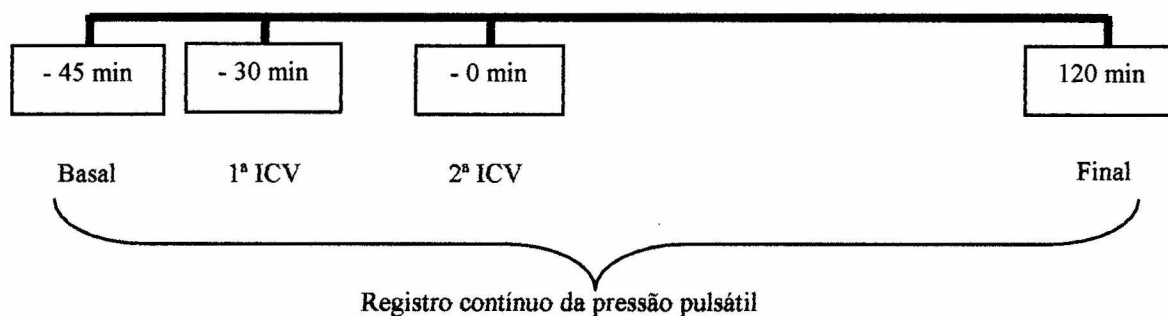 - 45 min - 30 min - 0 min 120 min
Basal 1ª ICV 2ª ICV Final
Registro contínuo da pressão pulsátil